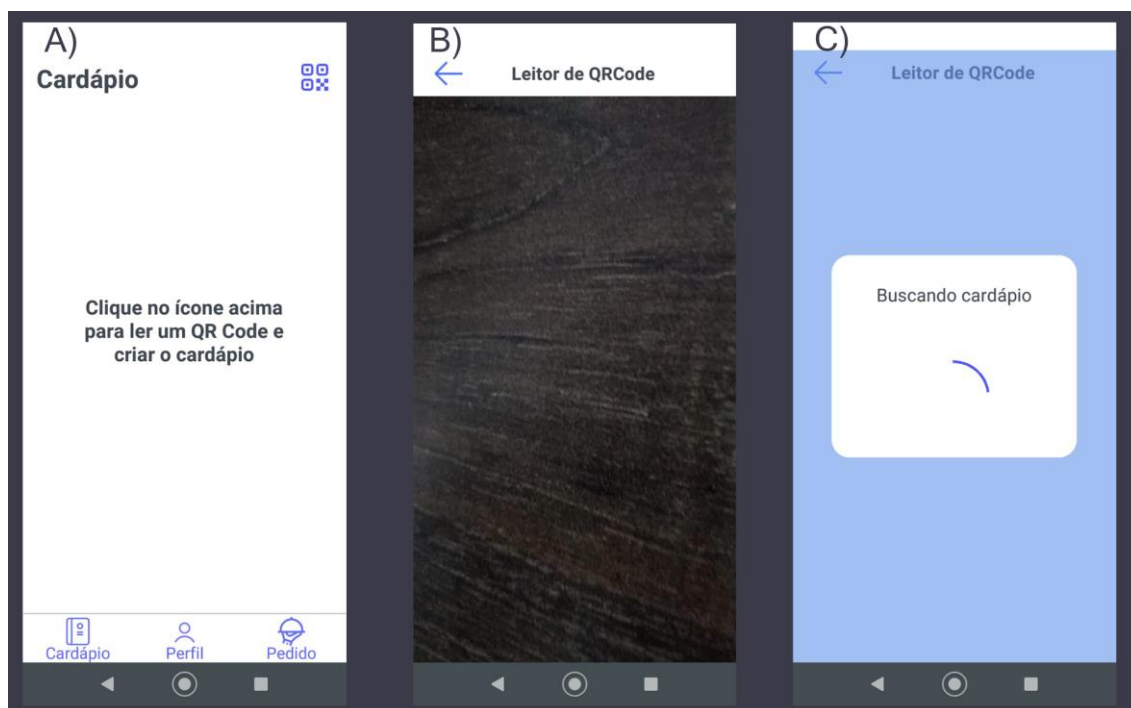 A)
Cardápio
Clique no ícone acima
para ler um QR Code e
criar o cardápio
Cardápio
Perfil
Pedido
B)
Leitor de QRCode
C)
Leitor de QRCode
Buscando cardápio